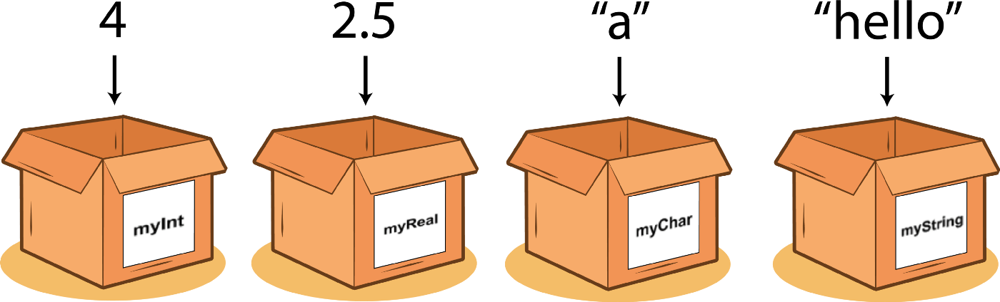 4 2.5 “a” “hello”
myInt myReal myChar myString